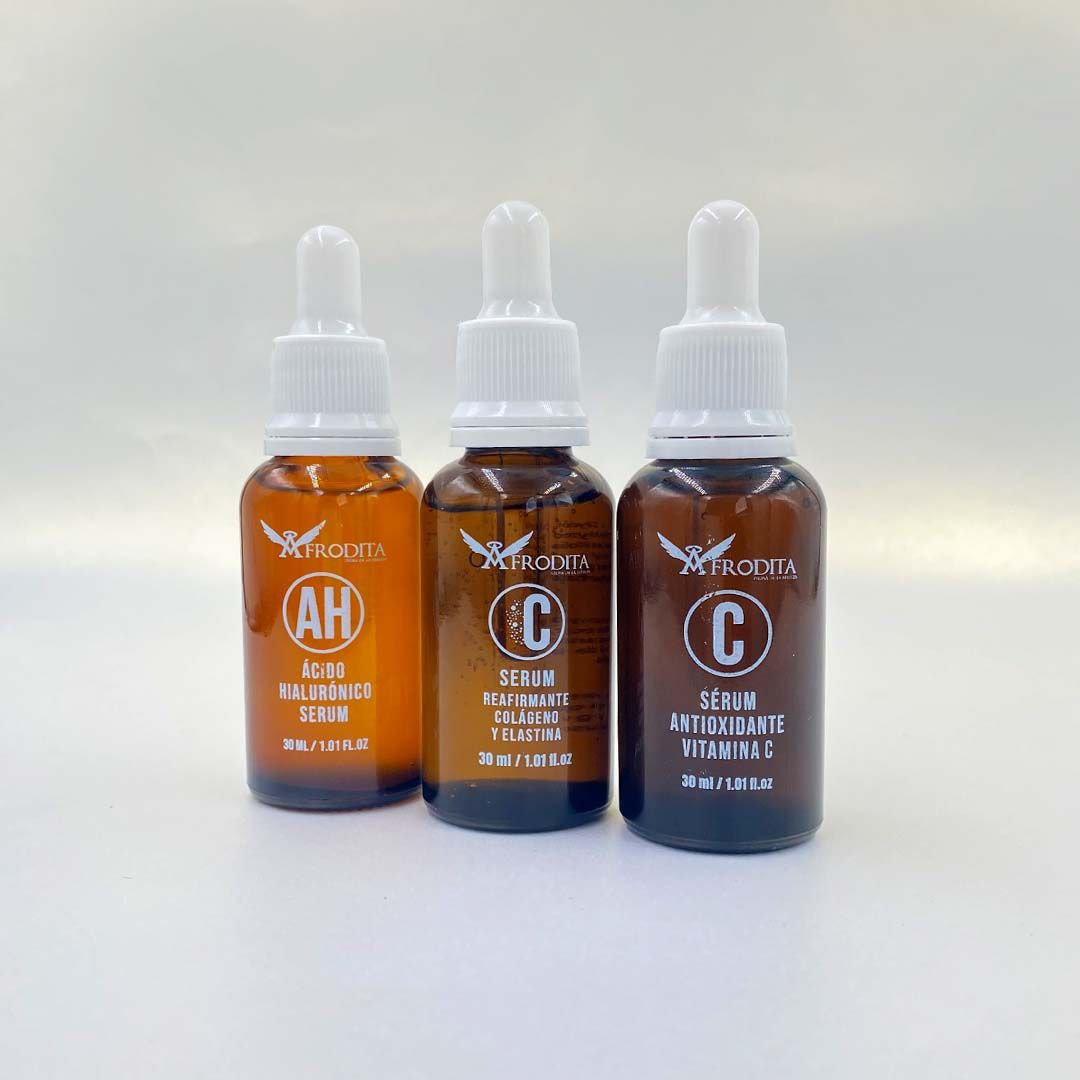 AFRODITA
AH
ÁCiDO
HIALURÓNICO
SERUM
30 ML / 1.01 FL.OZ
AFRODITA
C
SERUM
REAFIRMANTE
COLÁGENO
Y ELASTINA
30 ml / 1.01 fl.oz
AFRODITA
C
SÉRUM
ANTIOXIDANTE
VITAMINA C
30 ml / 1.01 fl.oz